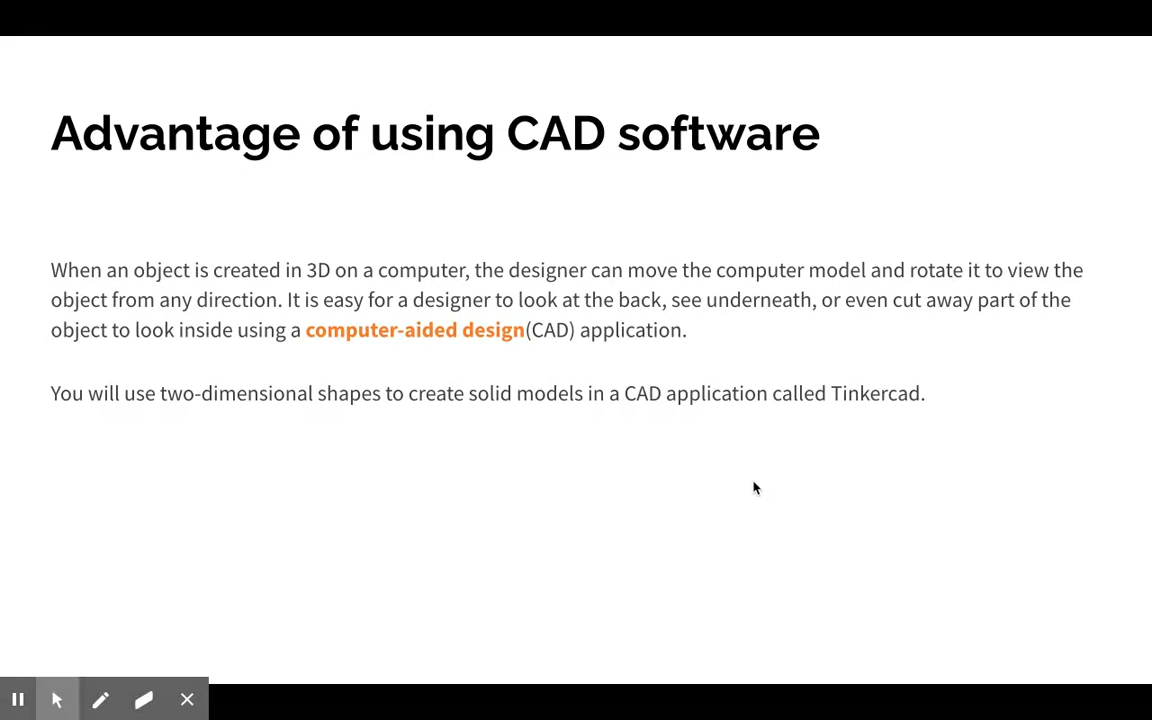 Advantage of using CAD software
When an object is created in 3D on a computer, the designer can move the computer model and rotate it to view the
object from any direction. It is easy for a designer to look at the back, see underneath, or even cut away part of the
object to look inside using a computer-aided design(CAD) application.
You will use two-dimensional shapes to create solid models in a CAD application called Tinkercad.